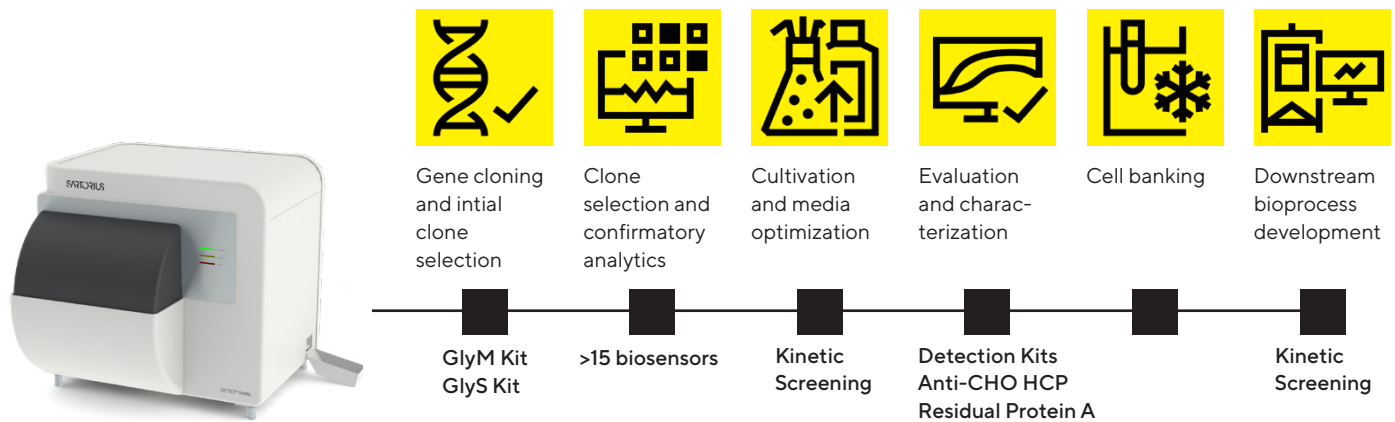 SARTORIUS
Gene cloning
and intial
clone
selection
Clone
selection and
confirmatory
analytics
Cultivation
and media
optimization
Evaluation
and charac-
terization
Cell banking
Downstream
bioprocess
development
GlyM Kit
GlyS Kit
>15 biosensors
Kinetic
Screening
Detection Kits
Anti-CHO HCP
Residual Protein A
Kinetic
Screening